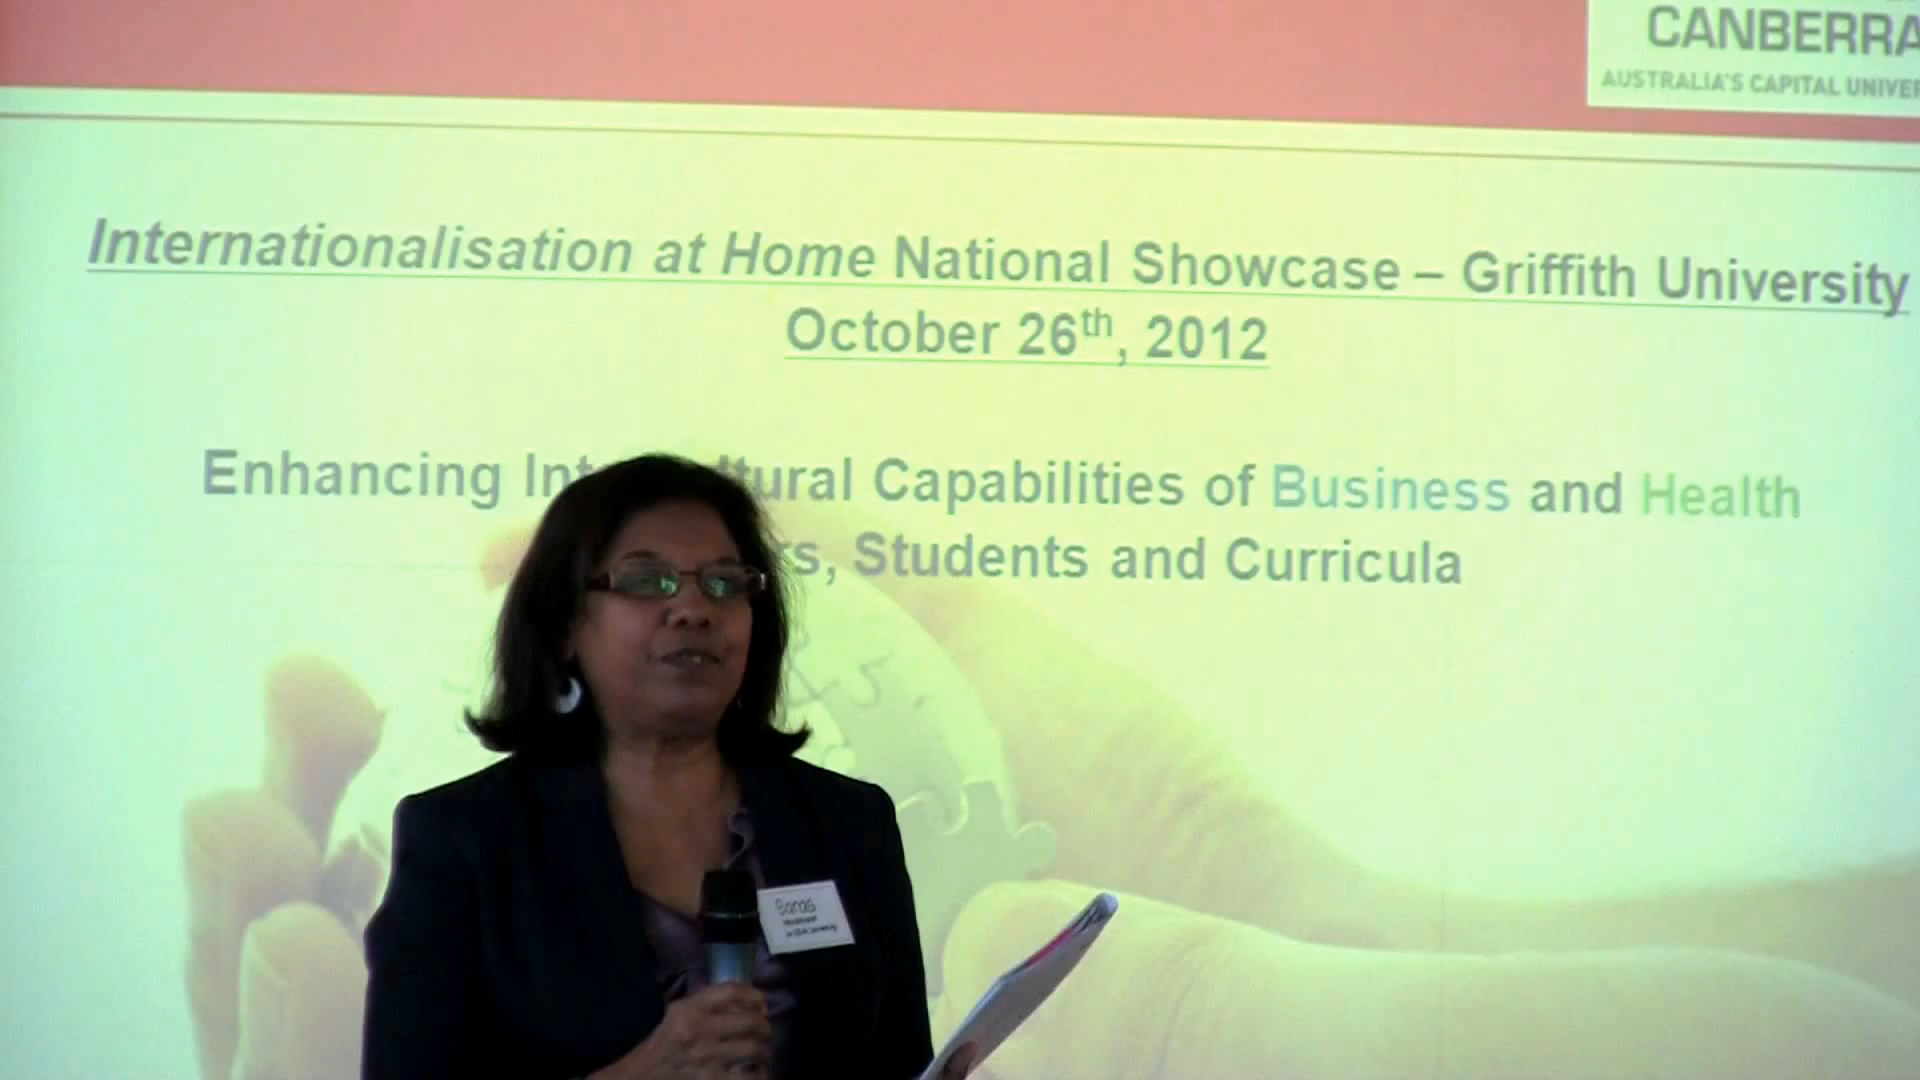 CANBERRA
AUSTRALIA'S CAPITAL UNIVER
Internationalisation at Home National Showcase – Griffith University
October 26th, 2012
Enhancing In tural Capabilities of Business and Health
rs, Students and Curricula